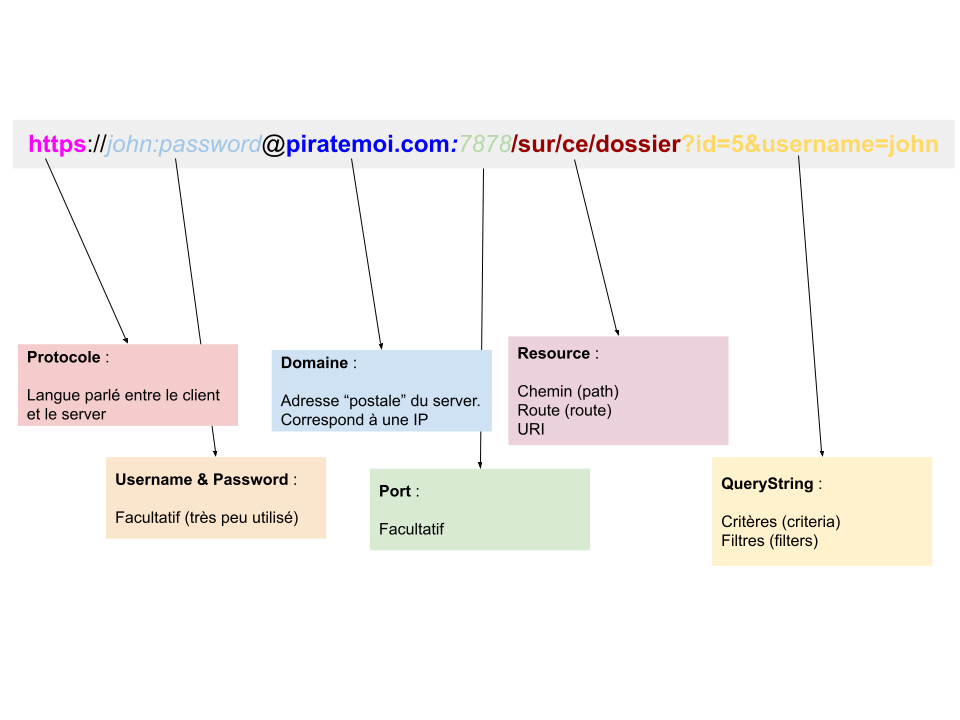 https://john:password@piratemoi.com:7878/sur/ce/dossier?id=5&username=john
Protocole :
Langue parlé entre le client
et le server
Domaine :
Adresse “postale” du server.
Correspond à une IP
Resource :
Chemin (path)
Route (route)
URI
Username & Password :
Facultatif (très peu utilisé)
Port :
Facultatif
QueryString :
Critères (criteria)
Filtres (filters)